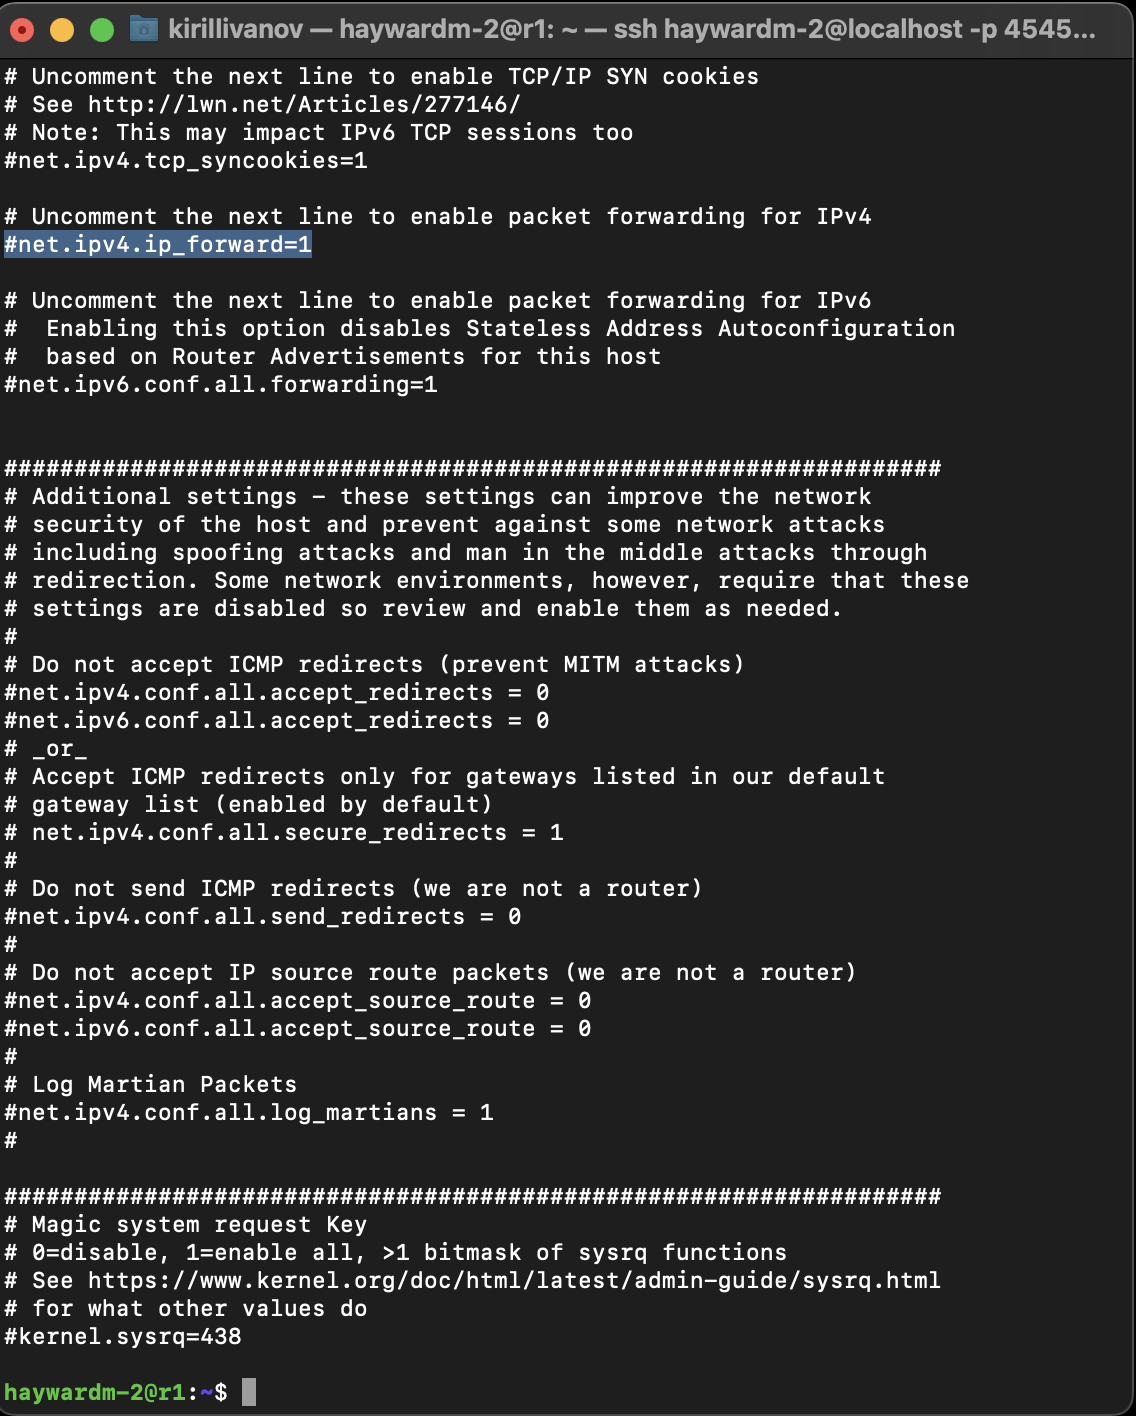 kirillivanov — haywardm-2@r1: ~ — ssh haywardm-2@localhost -p 4545...
# Uncomment the next line to enable TCP/IP SYN cookies
# See http://lwn.net/Articles/277146/
# Note: This may impact IPv6 TCP sessions too
#net.ipv4.tcp_syncookies=1

# Uncomment the next line to enable packet forwarding for IPv4
#net.ipv4.ip_forward=1

# Uncomment the next line to enable packet forwarding for IPv6
#  Enabling this option disables Stateless Address Autoconfiguration
#  based on Router Advertisements for this host
#net.ipv6.conf.all.forwarding=1


###################################################################
# Additional settings – these settings can improve the network
# security of the host and prevent against some network attacks
# including spoofing attacks and man in the middle attacks through
# redirection. Some network environments, however, require that these
# settings are disabled so review and enable them as needed.
#
# Do not accept ICMP redirects (prevent MITM attacks)
#net.ipv4.conf.all.accept_redirects = 0
#net.ipv6.conf.all.accept_redirects = 0
# _or_
# Accept ICMP redirects only for gateways listed in our default
# gateway list (enabled by default)
# net.ipv4.conf.all.secure_redirects = 1
#
# Do not send ICMP redirects (we are not a router)
#net.ipv4.conf.all.send_redirects = 0
#
# Do not accept IP source route packets (we are not a router)
#net.ipv4.conf.all.accept_source_route = 0
#net.ipv6.conf.all.accept_source_route = 0
#
# Log Martian Packets
#net.ipv4.conf.all.log_martians = 1
#

###################################################################
# Magic system request Key
# 0=disable, 1=enable all, >1 bitmask of sysrq functions
# See https://www.kernel.org/doc/html/latest/admin-guide/sysrq.html
# for what other values do
#kernel.sysrq=438

haywardm-2@r1:~$